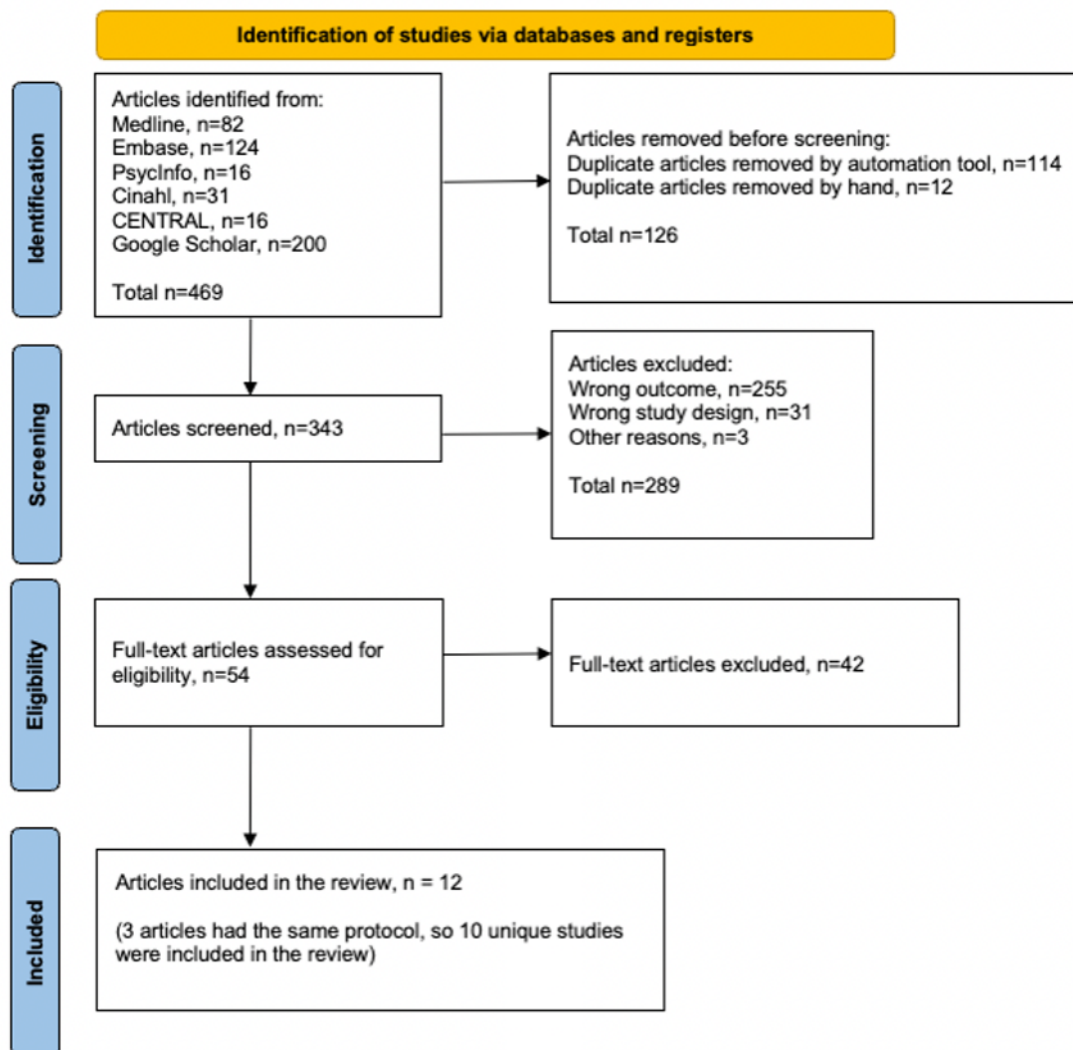 Identification of studies via databases and registers
Identification
Articles identified from:
Medline, n=82
Embase, n=124
PsycInfo, n=16
Cinahl, n=31
CENTRAL, n=16
Google Scholar, n=200
Total n=469
Articles removed before screening:
Duplicate articles removed by automation tool, n=114
Duplicate articles removed by hand, n=12
Total n=126
Screening
Articles screened, n=343
Articles excluded:
Wrong outcome, n=255
Wrong study design, n=31
Other reasons, n=3
Total n=289
Eligibility
Full-text articles assessed for
eligibility, n=54
Full-text articles excluded, n=42
Included
Articles included in the review, n = 12
(3 articles had the same protocol, so 10 unique studies
were included in the review)